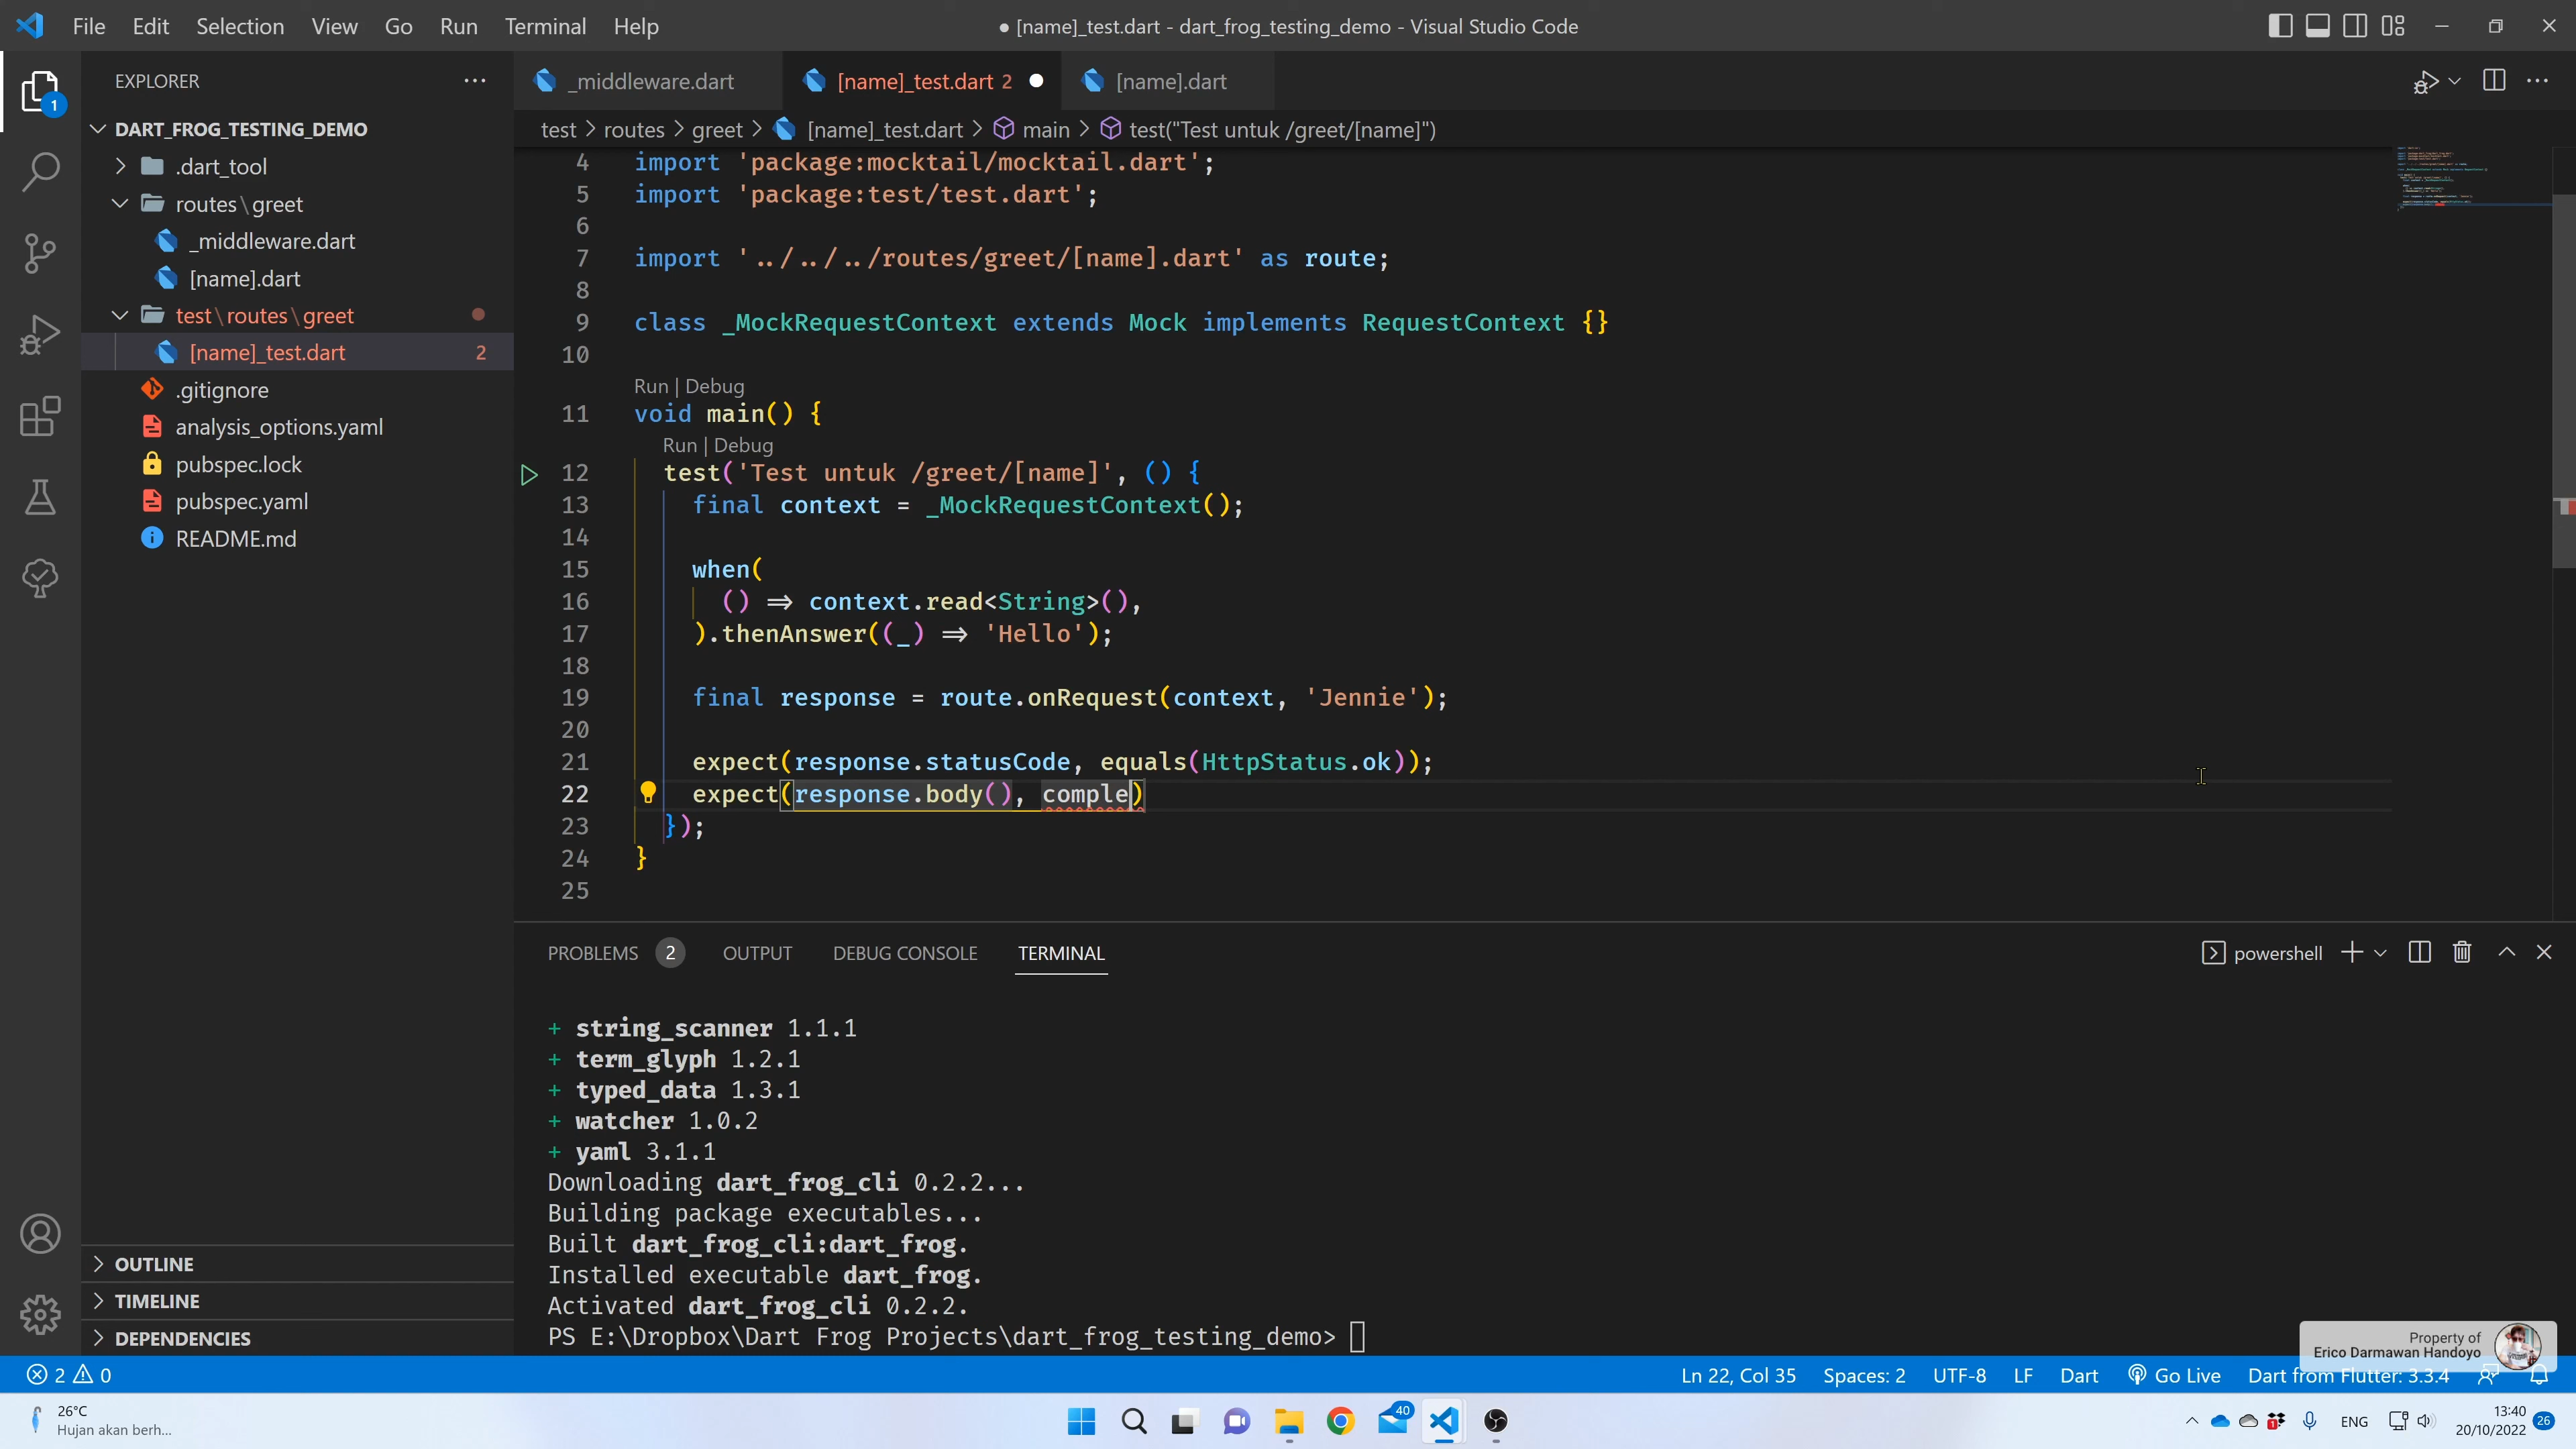 File Edit Selection View Go Run Terminal Help
● [name]_test.dart - dart_frog_testing_demo - Visual Studio Code
EXPLORER
1
DART_FROG_TESTING_DEMO
.dart_tool
routes\greet
_middleware.dart
[name].dart
test\routes\greet
[name]_test.dart 2
.gitignore
analysis_options.yaml
pubspec.lock
pubspec.yaml
README.md
OUTLINE
TIMELINE
DEPENDENCIES
_middleware.dart [name]_test.dart 2 [name].dart
test > routes > greet > [name]_test.dart > main > test("Test untuk /greet/[name]")
4 import 'package:mocktail/mocktail.dart';
5 import 'package:test/test.dart';
6
7 import '../../../routes/greet/[name].dart' as route;
8
9 class _MockRequestContext extends Mock implements RequestContext {}
10
Run | Debug
11 void main() {
Run | Debug
12 test('Test untuk /greet/[name]', () {
13 final context = _MockRequestContext();
14
15 when(
16 () => context.read<String>(),
17 ).thenAnswer((_) => 'Hello');
18
19 final response = route.onRequest(context, 'Jennie');
20
21 expect(response.statusCode, equals(HttpStatus.ok));
22 expect(response.body(), comple)
23 });
24 }
25
PROBLEMS 2 OUTPUT DEBUG CONSOLE TERMINAL
powershell
+ string_scanner 1.1.1
+ term_glyph 1.2.1
+ typed_data 1.3.1
+ watcher 1.0.2
+ yaml 3.1.1
Downloading dart_frog_cli 0.2.2...
Building package executables...
Built dart_frog_cli:dart_frog.
Installed executable dart_frog.
Activated dart_frog_cli 0.2.2.
PS E:\Dropbox\Dart Frog Projects\dart_frog_testing_demo>
Property of
Erico Darmawan Handoyo
2 0
Ln 22, Col 35 Spaces: 2 UTF-8 LF Dart Go Live Dart from Flutter: 3.3.4
26°C
Hujan akan berh...
40
1
ENG
13:40
20/10/2022
26